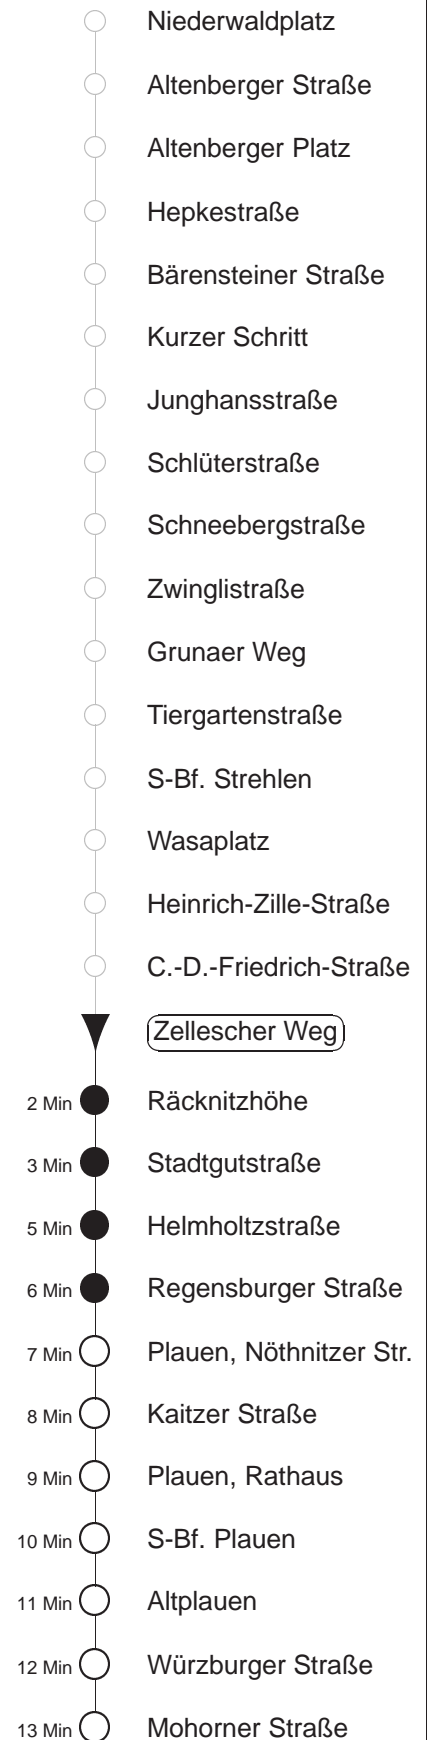 Niederwaldplatz
Altenberger Straße
Altenberger Platz
Hepkestraße
Bärensteiner Straße
Kurzer Schritt
Junghansstraße
Schlüterstraße
Schneebergstraße
Zwinglistraße
Grunaer Weg
Tiergartenstraße
S-Bf. Strehlen
Wasaplatz
Heinrich-Zille-Straße
C.-D.-Friedrich-Straße
Zellescher Weg
2 Min Räcknitzhöhe
3 Min Stadtgutstraße
5 Min Helmholtzstraße
6 Min Regensburger Straße
7 Min Plauen, Nöthnitzer Str.
8 Min Kaitzer Straße
9 Min Plauen, Rathaus
10 Min S-Bf. Plauen
11 Min Altplauen
12 Min Würzburger Straße
13 Min Mohorner Straße